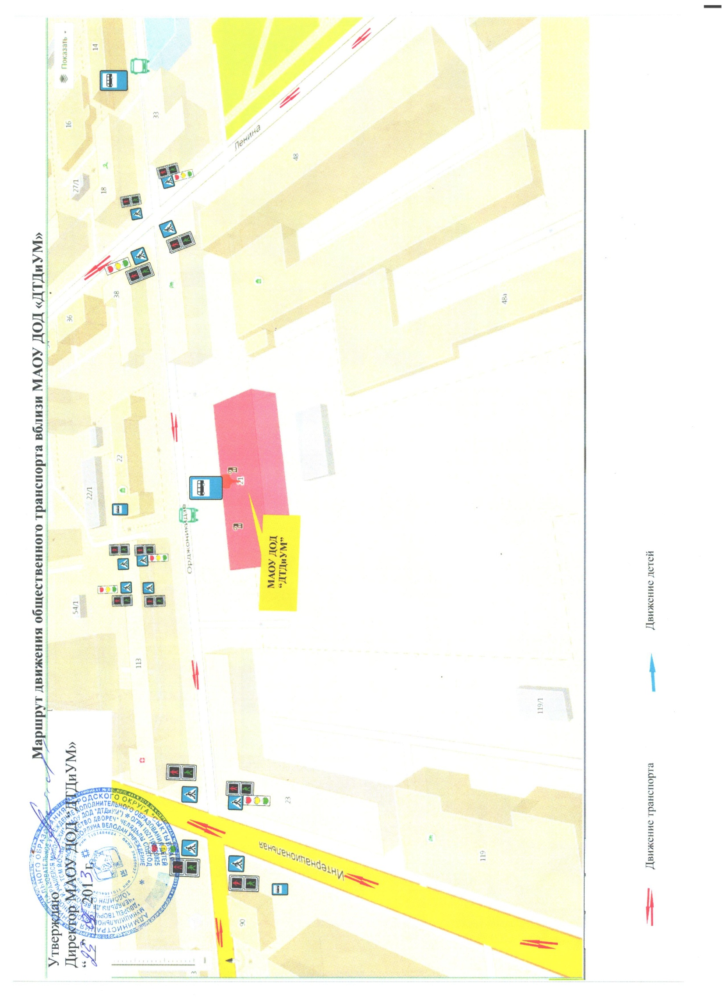 Маршрут движения общественного транспорта вблизи МАОУ ДОД «ДТДиУМ»
Утверждаю
Директор МАОУ ДОД "ДТДиУМ»
2013 г.
Показать
14
16
33
27/1
18
Ленина
48
36
38
48а
22
22/1
21
Орджоникидзе
МАОУ ДОД
“ДТДиУМ”
54/1
113
119/1
23
Интернациональная
119
90
3
Движение транспорта
Движение детей